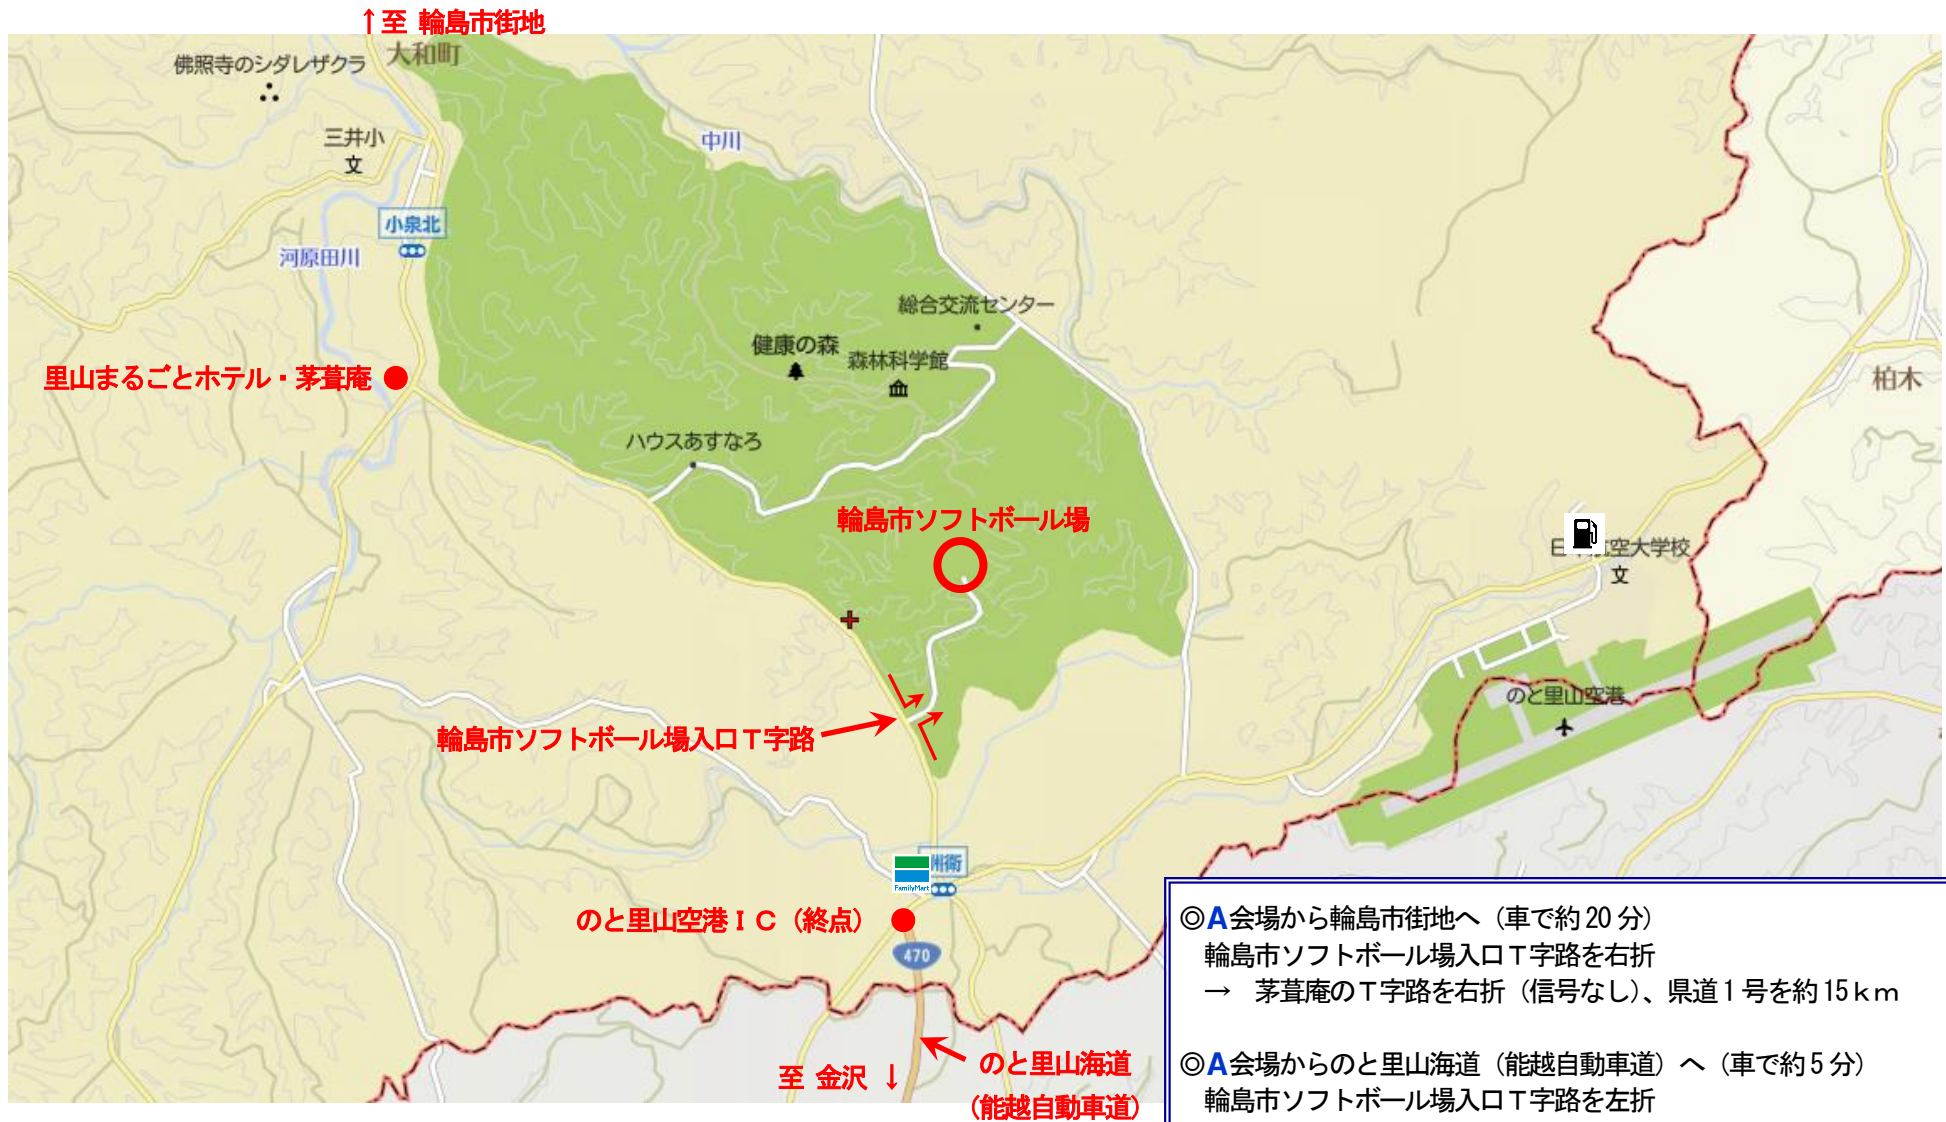 ↑至 輪島市街地
大和町
佛照寺のシダレザクラ
三井小
文
中川
小泉北
河原田川
総合交流センター
健康の森
森林科学館
里山まるごとホテル・茅葺庵
柏木
ハウスあすなろ
輪島市ソフトボール場
空大学校
文
のと里山空港
輪島市ソフトボール場入口T字路
州衛
FamilyMart
のと里山空港IC（終点）
470
至 金沢 ↓
のと里山海道
（能越自動車道）
◎A会場から輪島市街地へ（車で約20分）
輪島市ソフトボール場入口T字路を右折
→ 茅葺庵のT字路を右折（信号なし）、県道1号を約15km
◎A会場からのと里山海道（能越自動車道）へ（車で約5分）
輪島市ソフトボール場入口T字路を左折